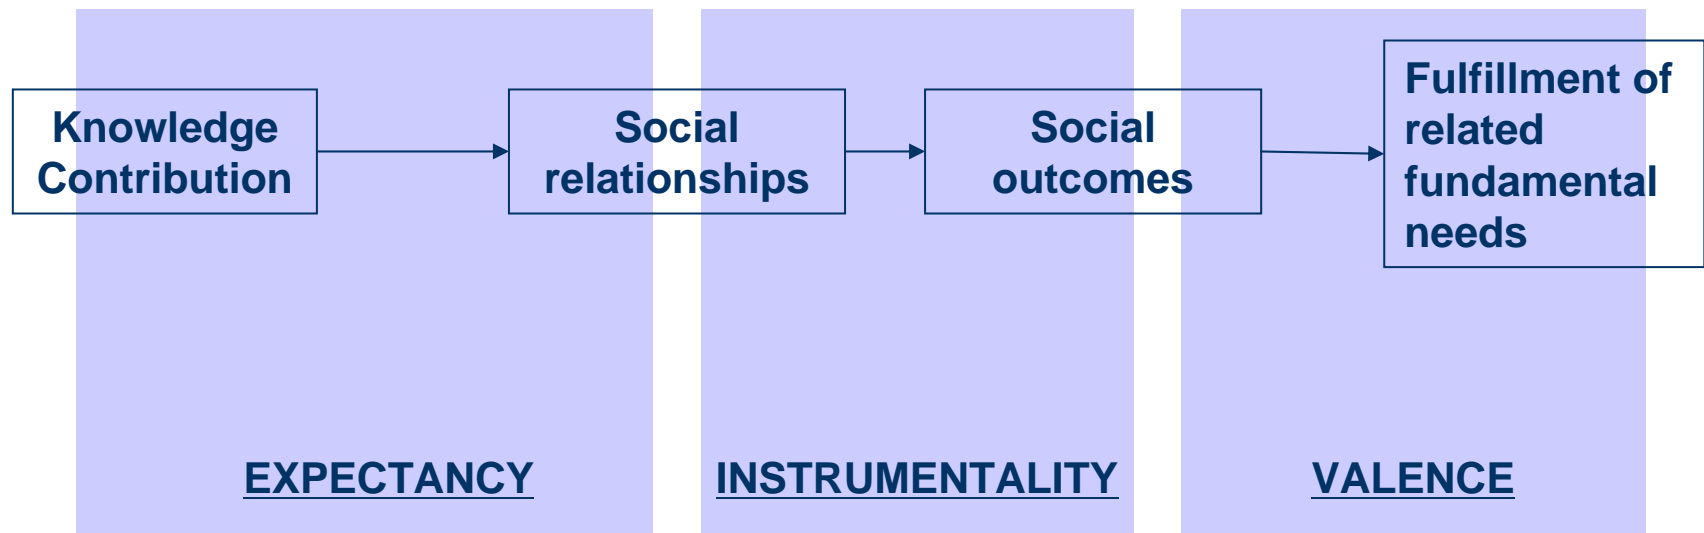 Knowledge
Contribution
Social
relationships
Social
outcomes
Fulfillment of
related
fundamental
needs
EXPECTANCY
INSTRUMENTALITY
VALENCE